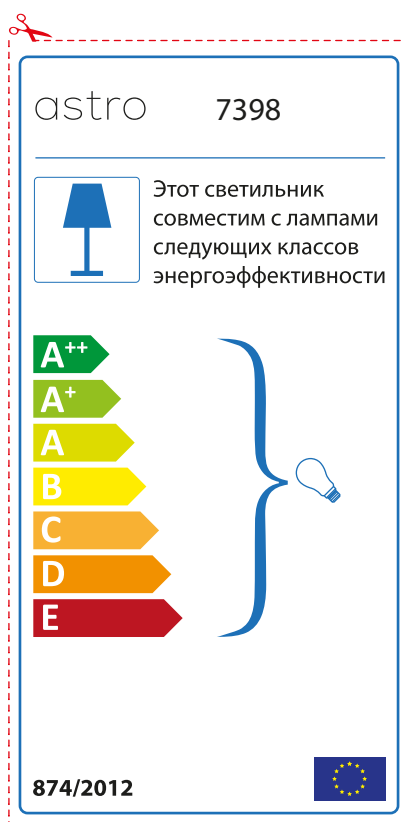 astro 7398
Этот светильник
совместим с лампами
следующих классов
энергоэффективности
A++
A+
A
B
C
D
E
874/2012